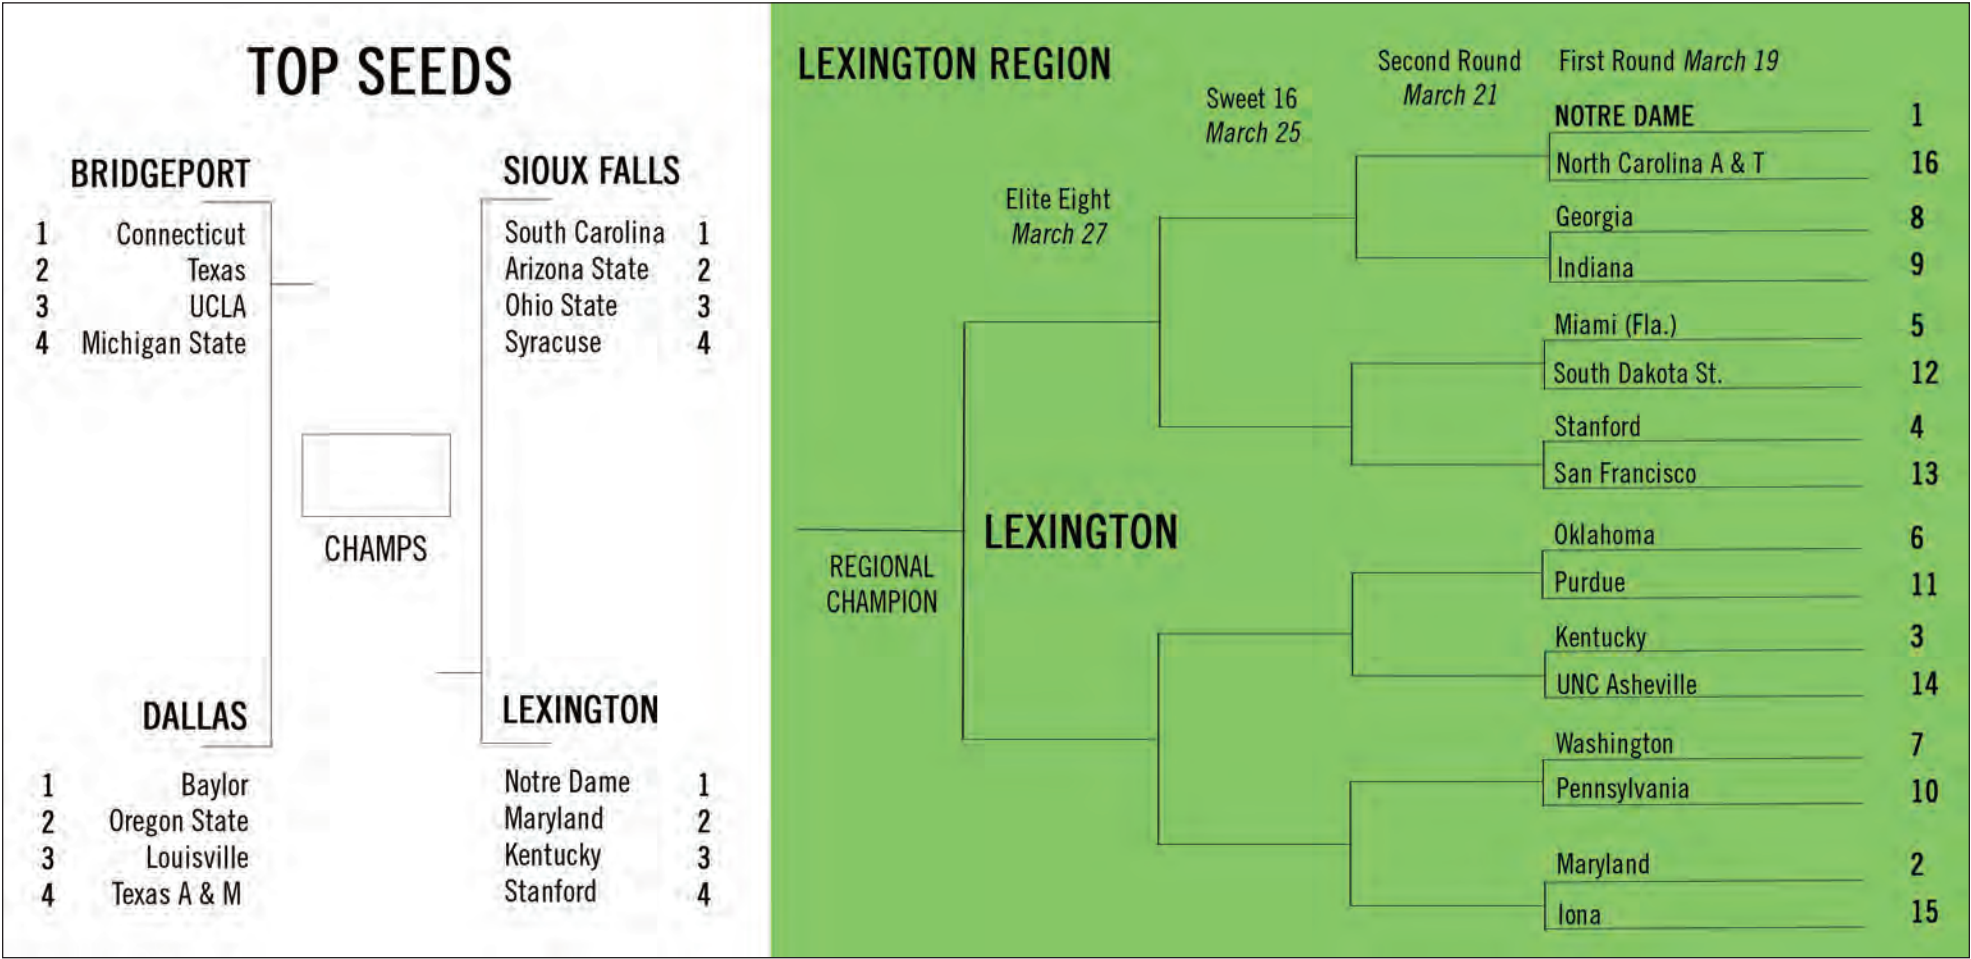 TOP SEEDS
BRIDGEPORT
1 Connecticut
2 Texas
3 UCLA
4 Michigan State
SIOUX FALLS
South Carolina 1
Arizona State 2
Ohio State 3
Syracuse 4
CHAMPS
DALLAS
1 Baylor
2 Oregon State
3 Louisville
4 Texas A & M
LEXINGTON
Notre Dame 1
Maryland 2
Kentucky 3
Stanford 4
LEXINGTON REGION
Elite Eight
March 27
Sweet 16
March 25
Second Round
March 21
First Round March 19
NOTRE DAME 1
North Carolina A & T 16
Georgia 8
Indiana 9
Miami (Fla.) 5
South Dakota St. 12
Stanford 4
San Francisco 13
LEXINGTON
REGIONAL
CHAMPION
Oklahoma 6
Purdue 11
Kentucky 3
UNC Asheville 14
Washington 7
Pennsylvania 10
Maryland 2
Iona 15